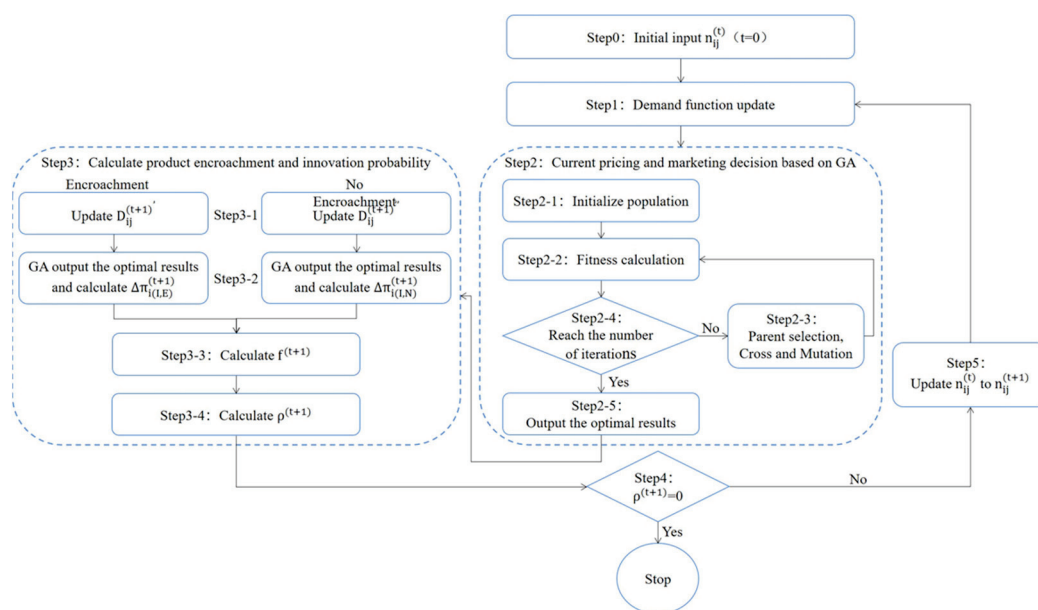 Step0：Initial input n_ij^(t)（t=0）
Step1：Demand function update
Step3：Calculate product encroachment and innovation probability
Encroachment
No
Encroachment
Update D_ij^(t+1)′
Step3-1
Update D_ij^(t+1)
GA output the optimal results
and calculate Δπ_i(I,E)^(t+1)
Step3-2
GA output the optimal results
and calculate Δπ_i(I,N)^(t+1)
Step3-3：Calculate f^(t+1)
Step3-4：Calculate ρ^(t+1)
Step2：Current pricing and marketing decision based on GA
Step2-1：Initialize population
Step2-2：Fitness calculation
Step2-4：
Reach the number
of iterations
No
Step2-3：
Parent selection,
Cross and Mutation
Yes
Step2-5：
Output the optimal results
Step5：
Update n_ij^(t) to n_ij^(t+1)
Step4：
ρ^(t+1)=0
No
Yes
Stop